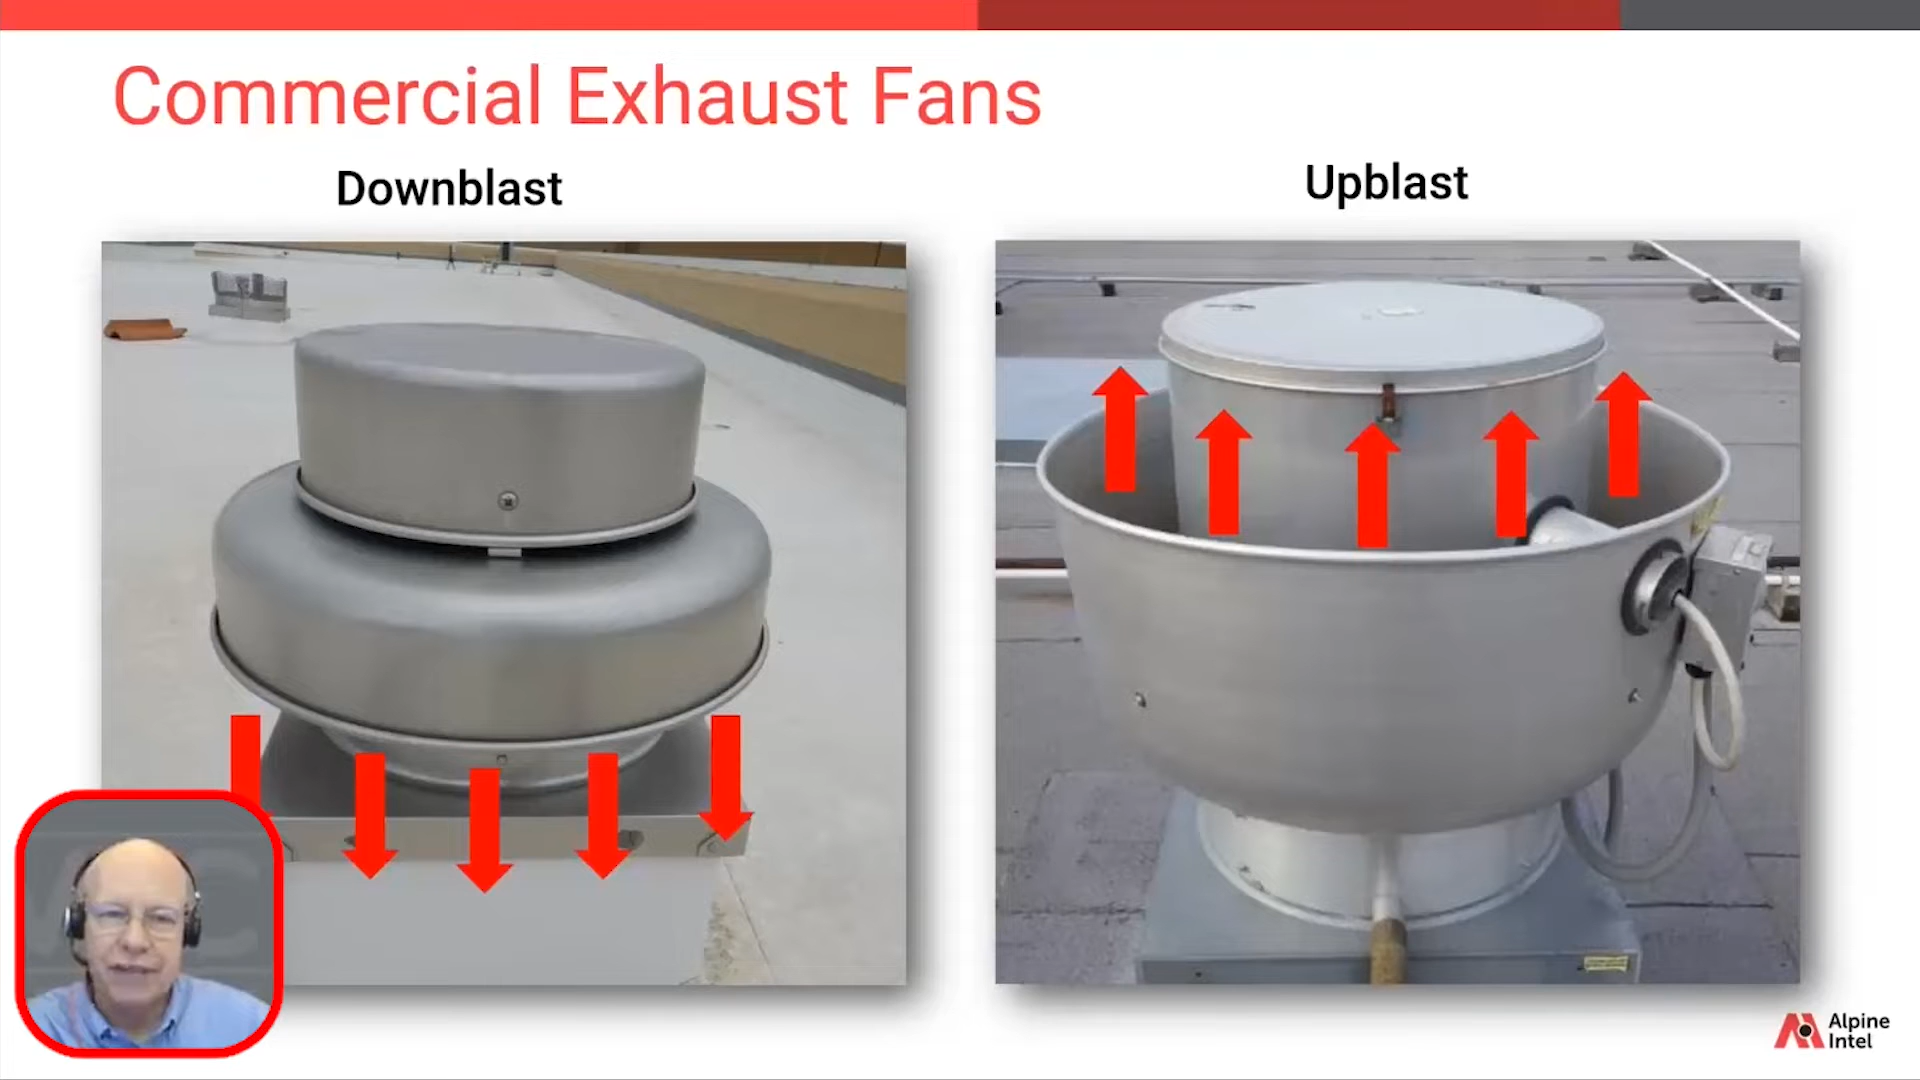 Commercial Exhaust Fans
Downblast
Upblast
Alpine
Intel